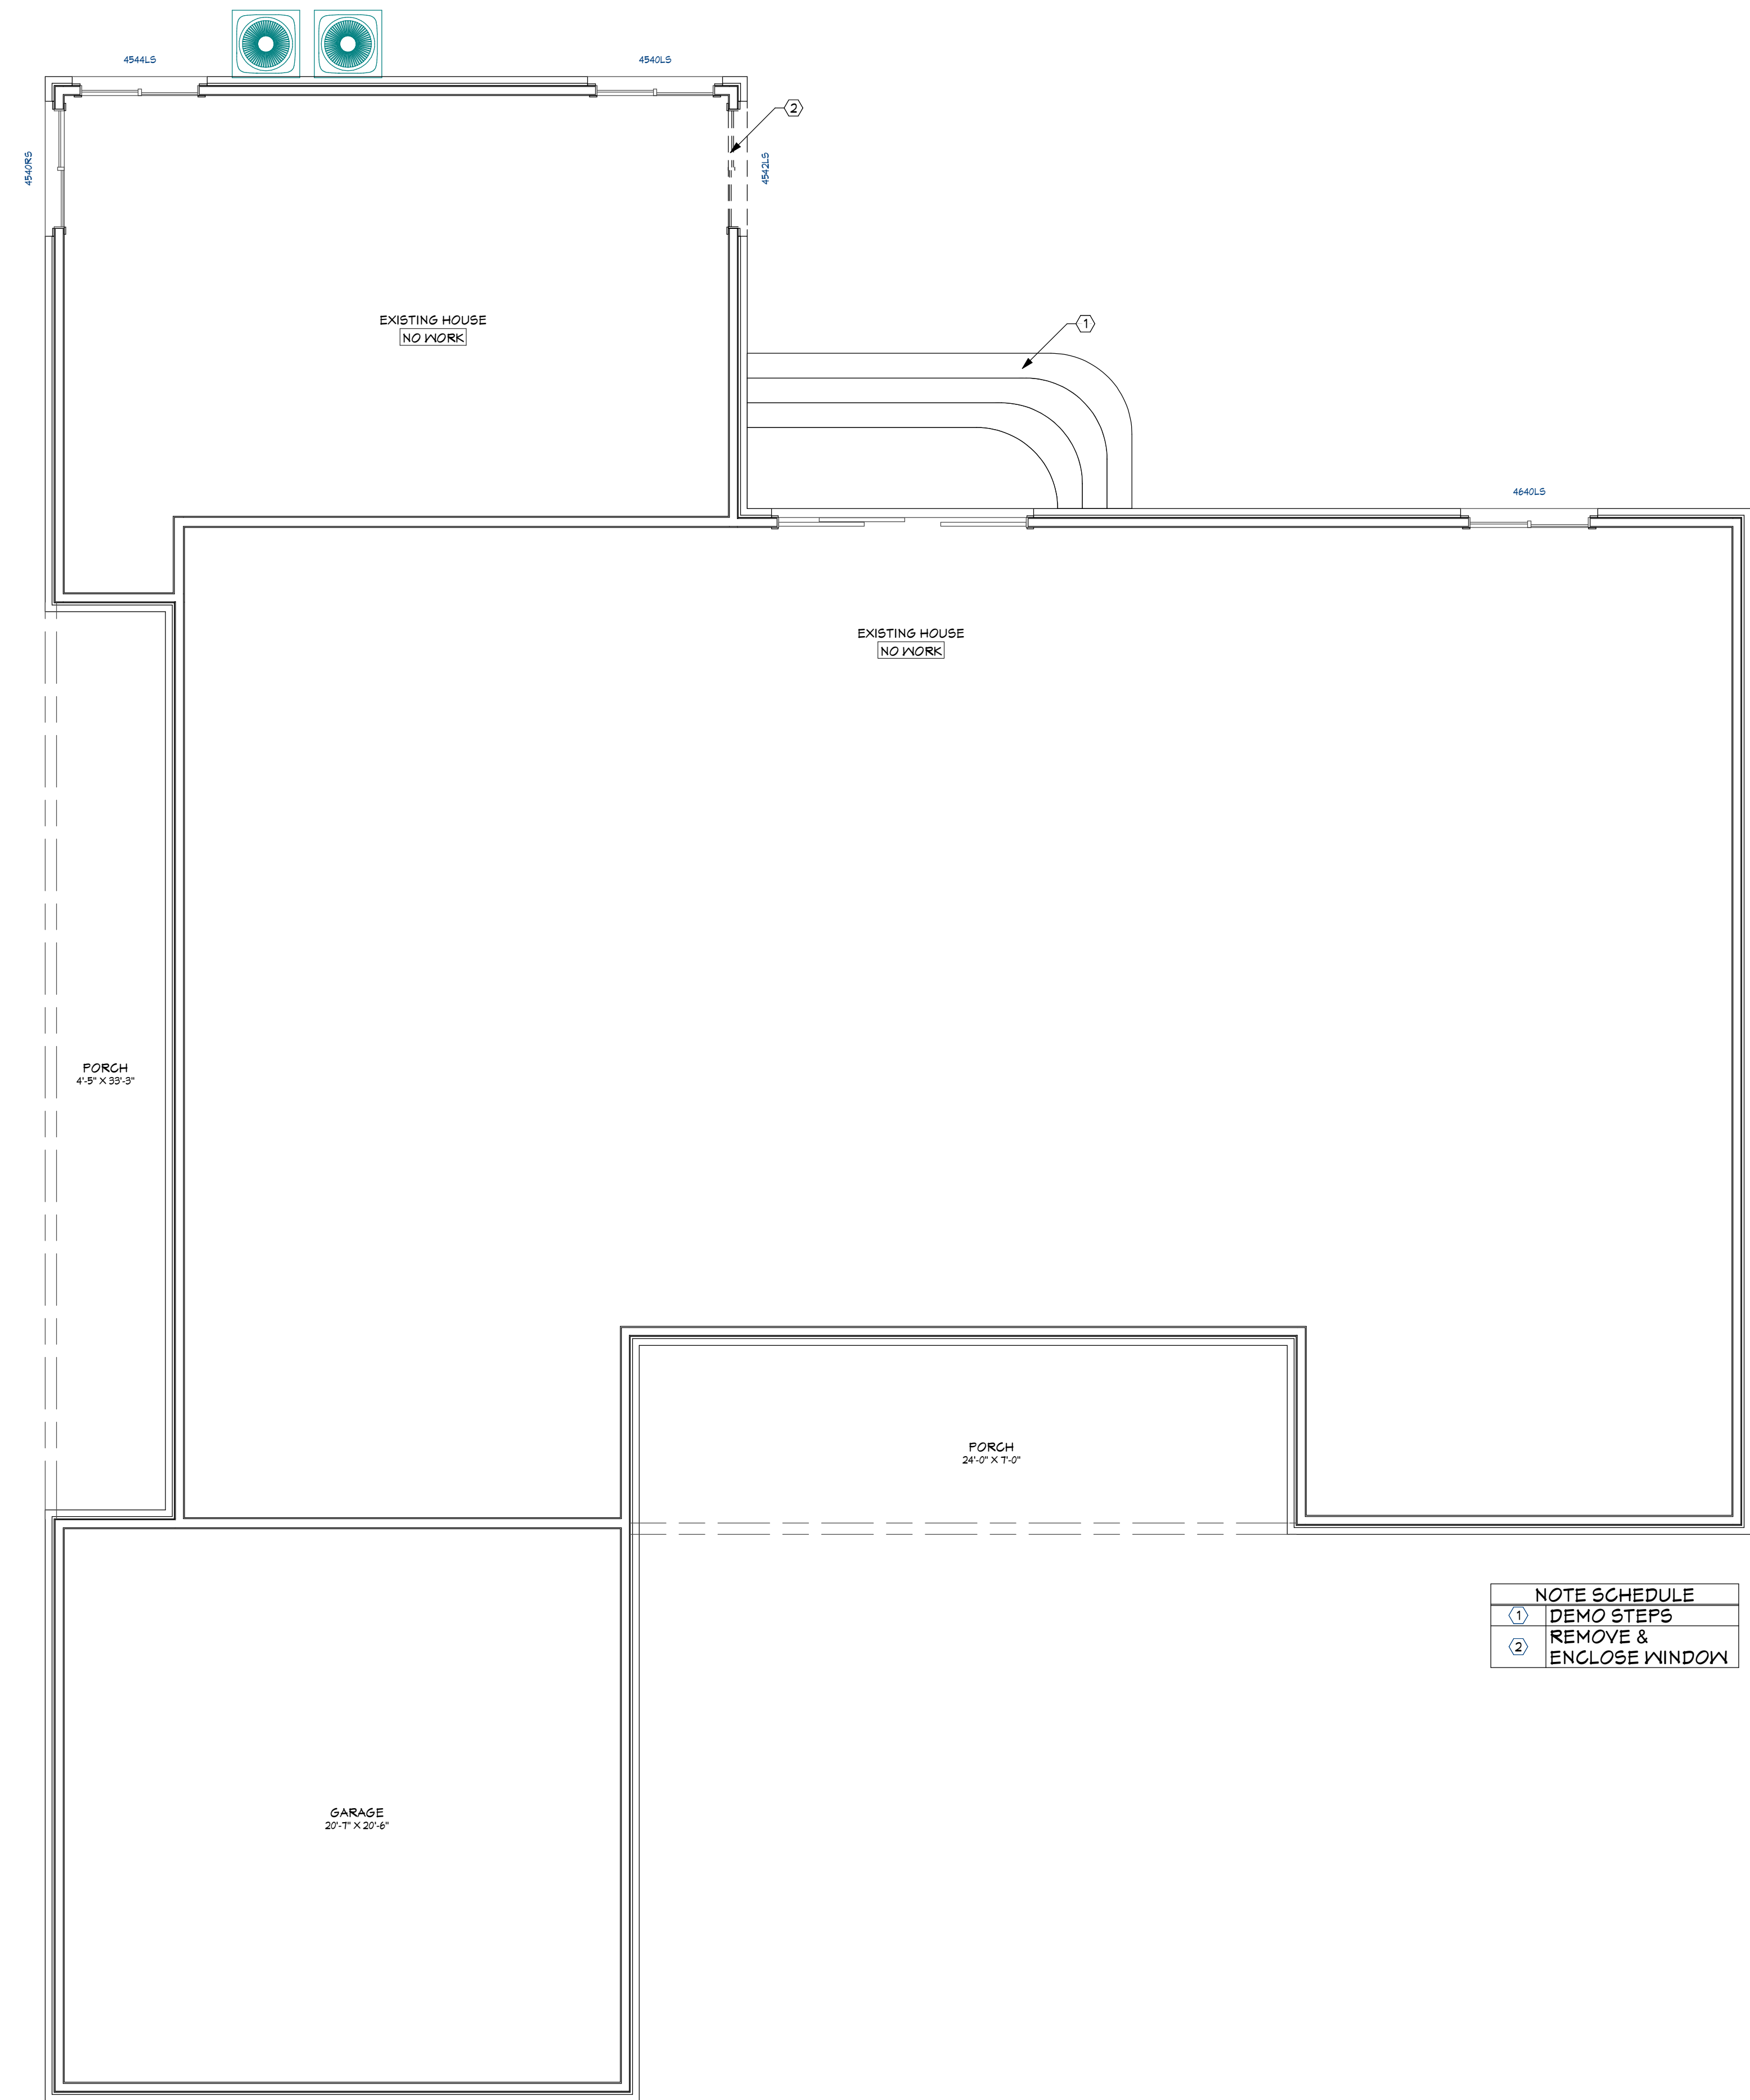 4544LS
4540LS
2
4540RS
4542LS
EXISTING HOUSE
NO WORK
1
4640LS
EXISTING HOUSE
NO WORK
PORCH
4'-5" X 33'-3"
PORCH
24'-0" X 7'-0"
NOTE SCHEDULE
1 DEMO STEPS
2 REMOVE &
ENCLOSE WINDOW
GARAGE
20'-7" X 20'-6"